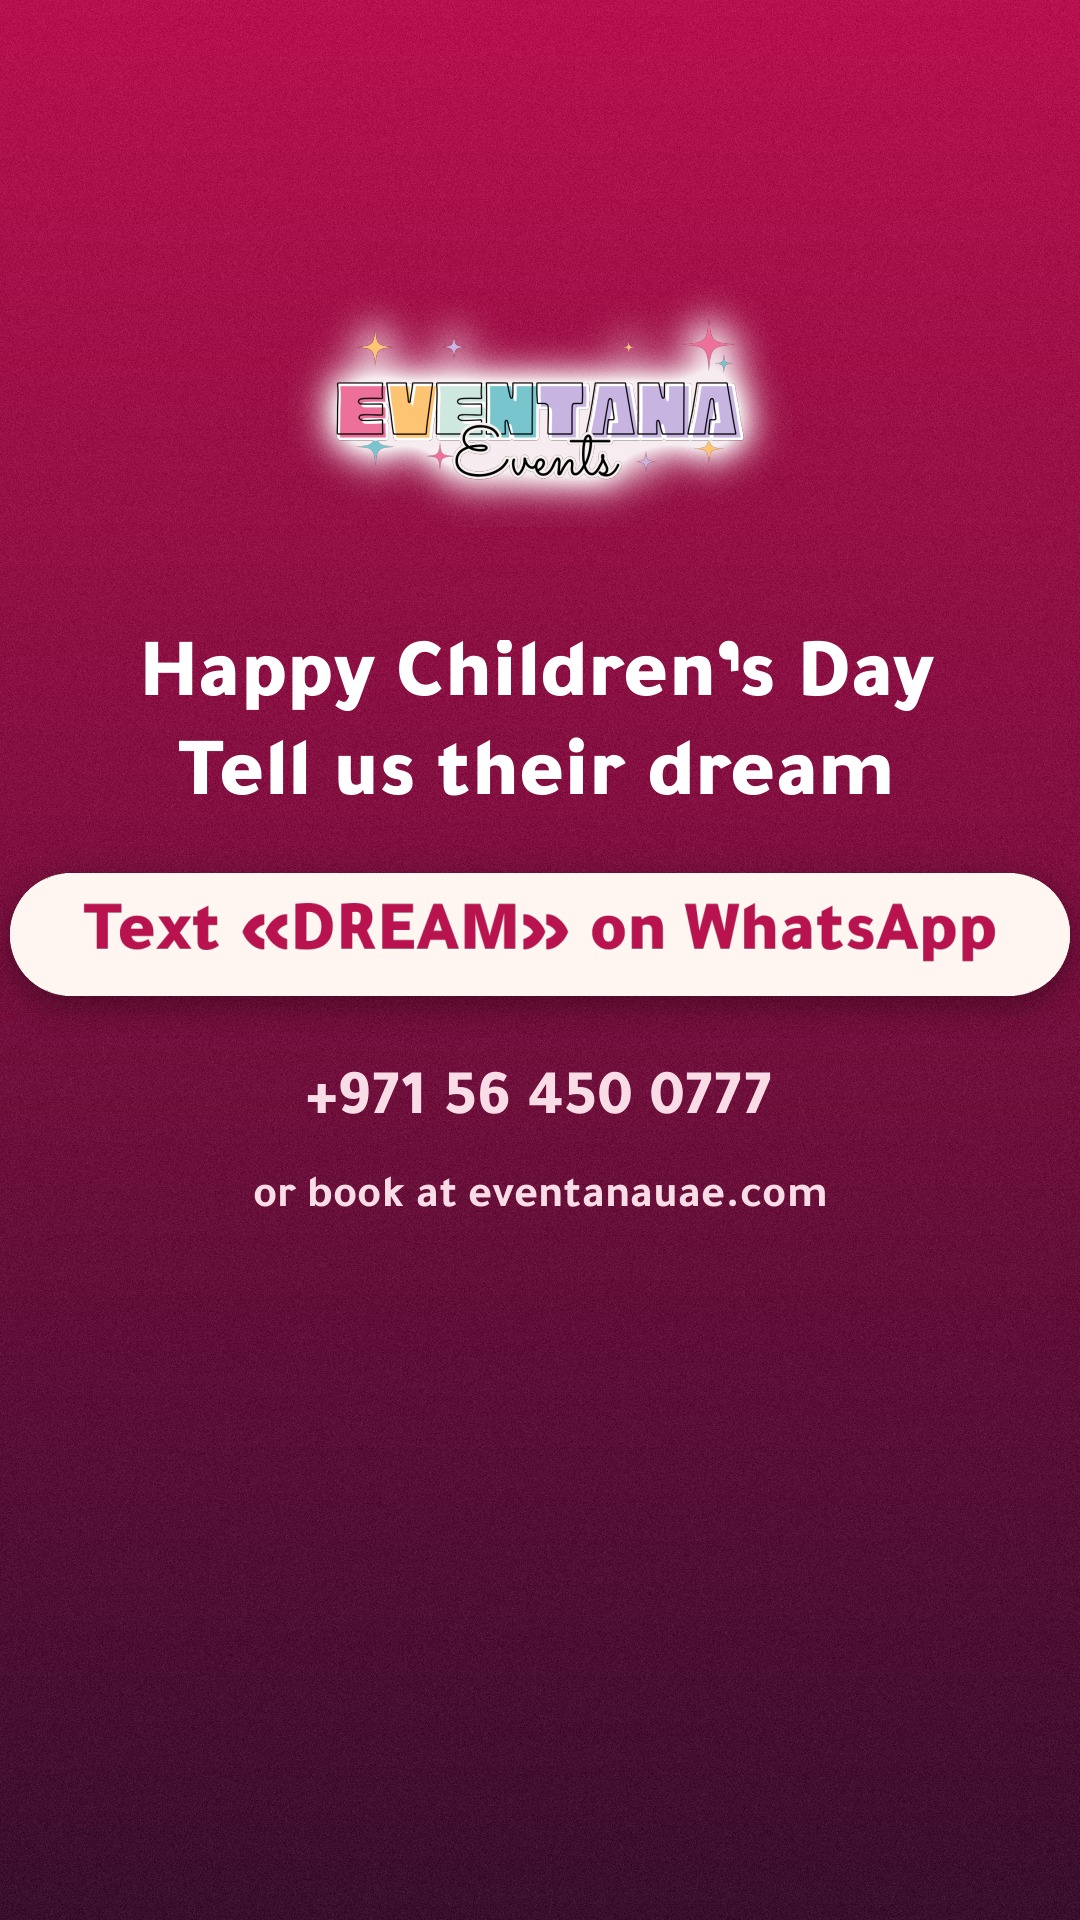 EVENTANA
Events
Happy Children’s Day
Tell us their dream
Text «DREAM» on WhatsApp
+971 56 450 0777
or book at eventanauae.com